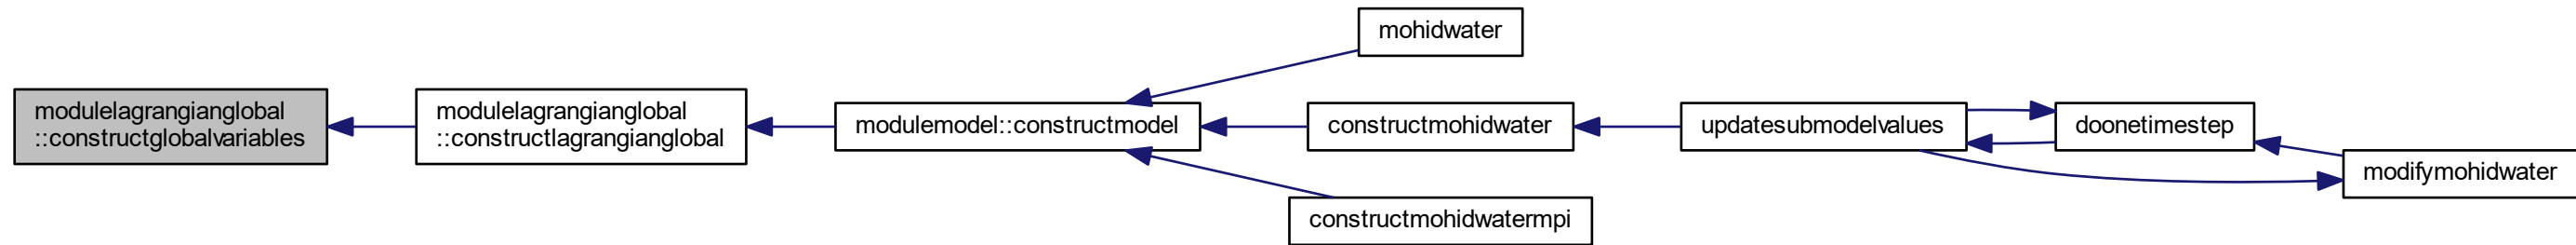 mohidwater
modulelagrangianglobal
::constructglobalvariables
modulelagrangianglobal
::constructlagrangianglobal
modulemodel::constructmodel
constructmohidwater
updatesubmodelvalues
doonetimestep
modifymohidwater
constructmohidwatermpi